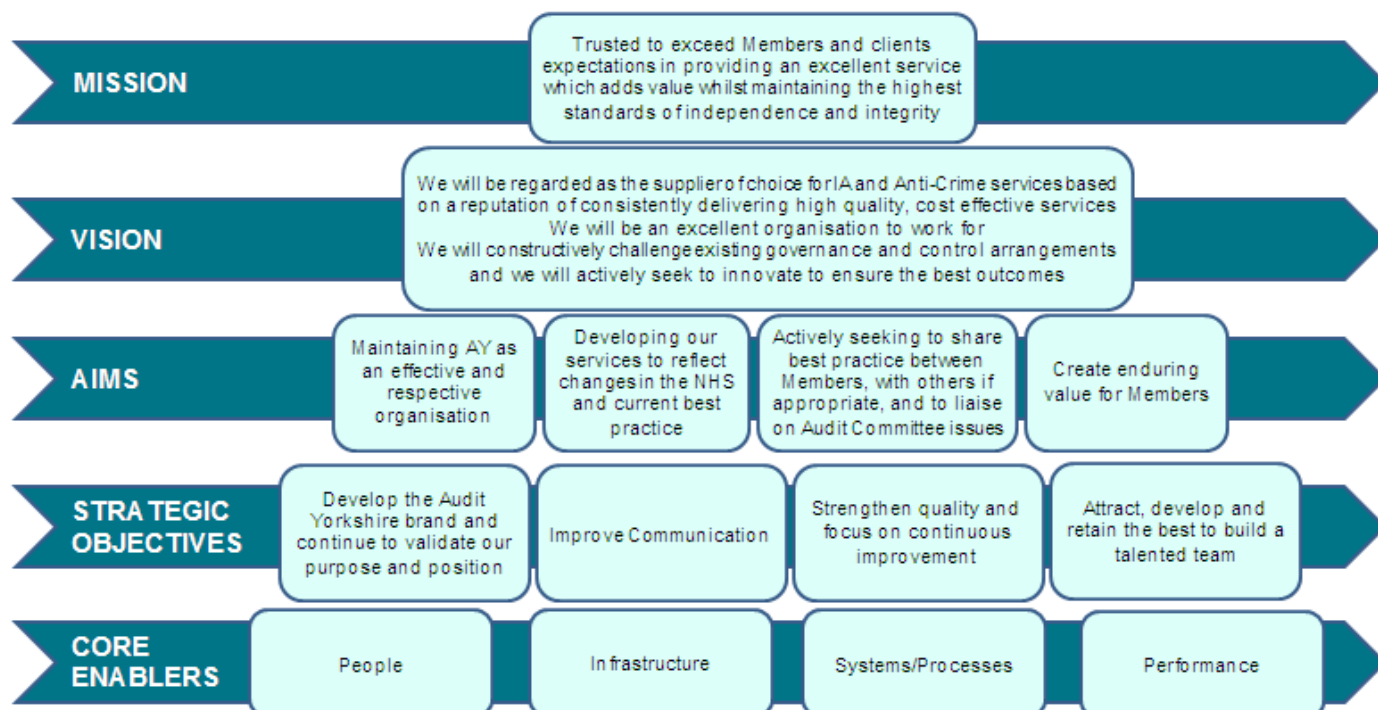 MISSION
Trusted to exceed Members and clients
expectations in providing an excellent service
which adds value whilst maintaining the highest
standards of independence and integrity
VISION
We will be regarded as the supplier of choice for IA and Anti-Crime services based
on a reputation of consistently delivering high quality, cost effective services
We will be an excellent organisation to work for
We will constructively challenge existing governance and control arrangements
and we will actively seek to innovate to ensure the best outcomes
AIMS
Maintaining AY as
an effective and
respective
organisation
Developing our
services to reflect
changes in the NHS
and current best
practice
Actively seeking to share
best practice between
Members, with others if
appropriate, and to liaise
on Audit Committee issues
Create enduring
value for Members
STRATEGIC
OBJECTIVES
Develop the Audit
Yorkshire brand and
continue to validate our
purpose and position
Improve Communication
Strengthen quality and
focus on continuous
improvement
Attract, develop and
retain the best to build a
talented team
CORE
ENABLERS
People
Infrastructure
Systems/Processes
Performance